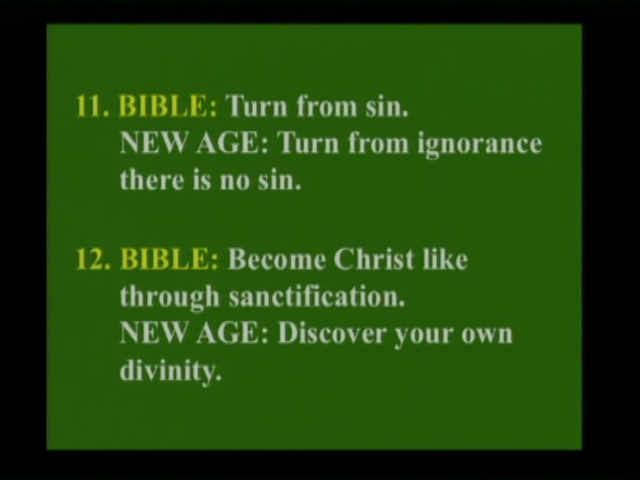 11. BIBLE: Turn from sin.
NEW AGE: Turn from ignorance
there is no sin.
12. BIBLE: Become Christ like
through sanctification.
NEW AGE: Discover your own
divinity.